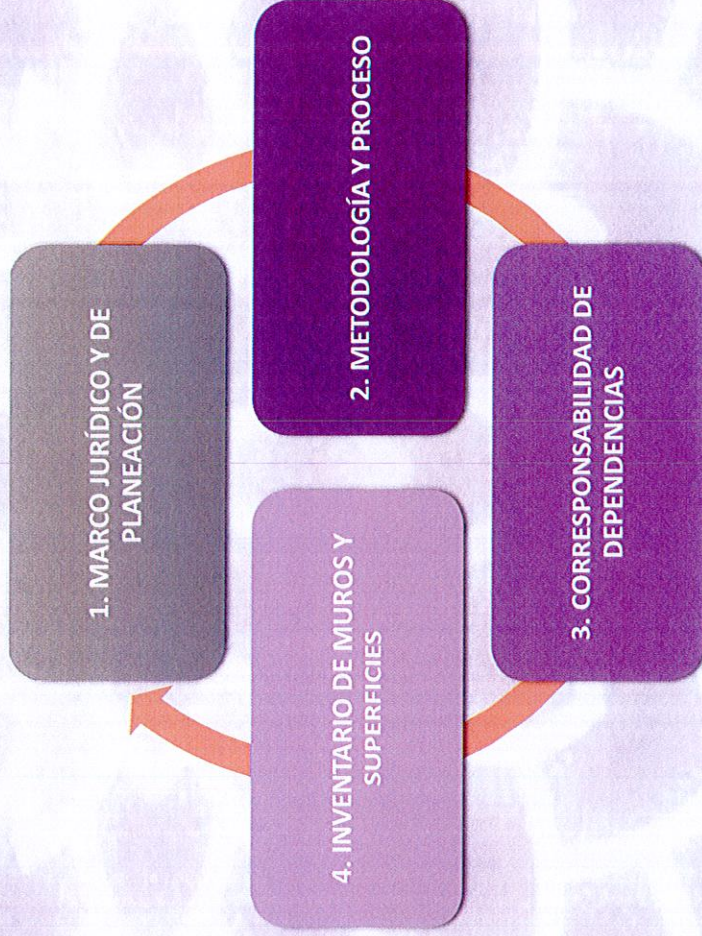 1. MARCO JURÍDICO Y DE
PLANEACIÓN
2. METODOLOGÍA Y PROCESO
3. CORRESPONSABILIDAD DE
DEPENDENCIAS
4. INVENTARIO DE MUROS Y
SUPERFICIES